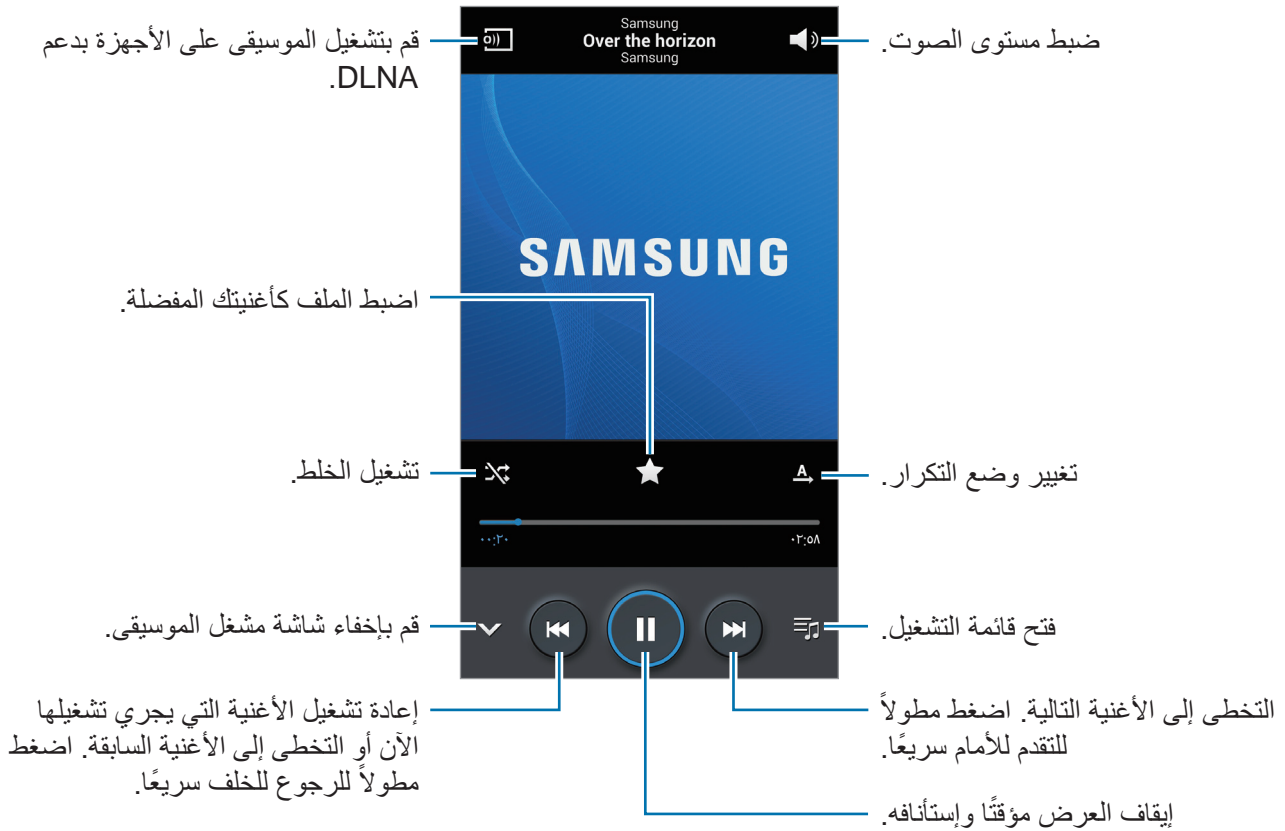 Samsung
Over the horizon
Samsung
ضبط مستوى الصوت.
قم بتشغيل الموسيقى على الأجهزة بدعم
DLNA.
SAMSUNG
اضبط الملف كأغنيتك المفضلة.
تغيير وضع التكرار.
A
تشغيل الخلط.
٠٠:٢٠
٠٢:٥٨
فتح قائمة التشغيل.
قم بإخفاء شاشة مشغل الموسيقى.
التخطى إلى الأغنية التالية. اضغط مطولاً
للتقدم للأمام سريعًا.
إعادة تشغيل الأغنية التي يجري تشغيلها
الآن أو التخطى إلى الأغنية السابقة. اضغط
مطولاً للرجوع للخلف سريعًا.
إيقاف العرض مؤقتًا وإستأنافه.